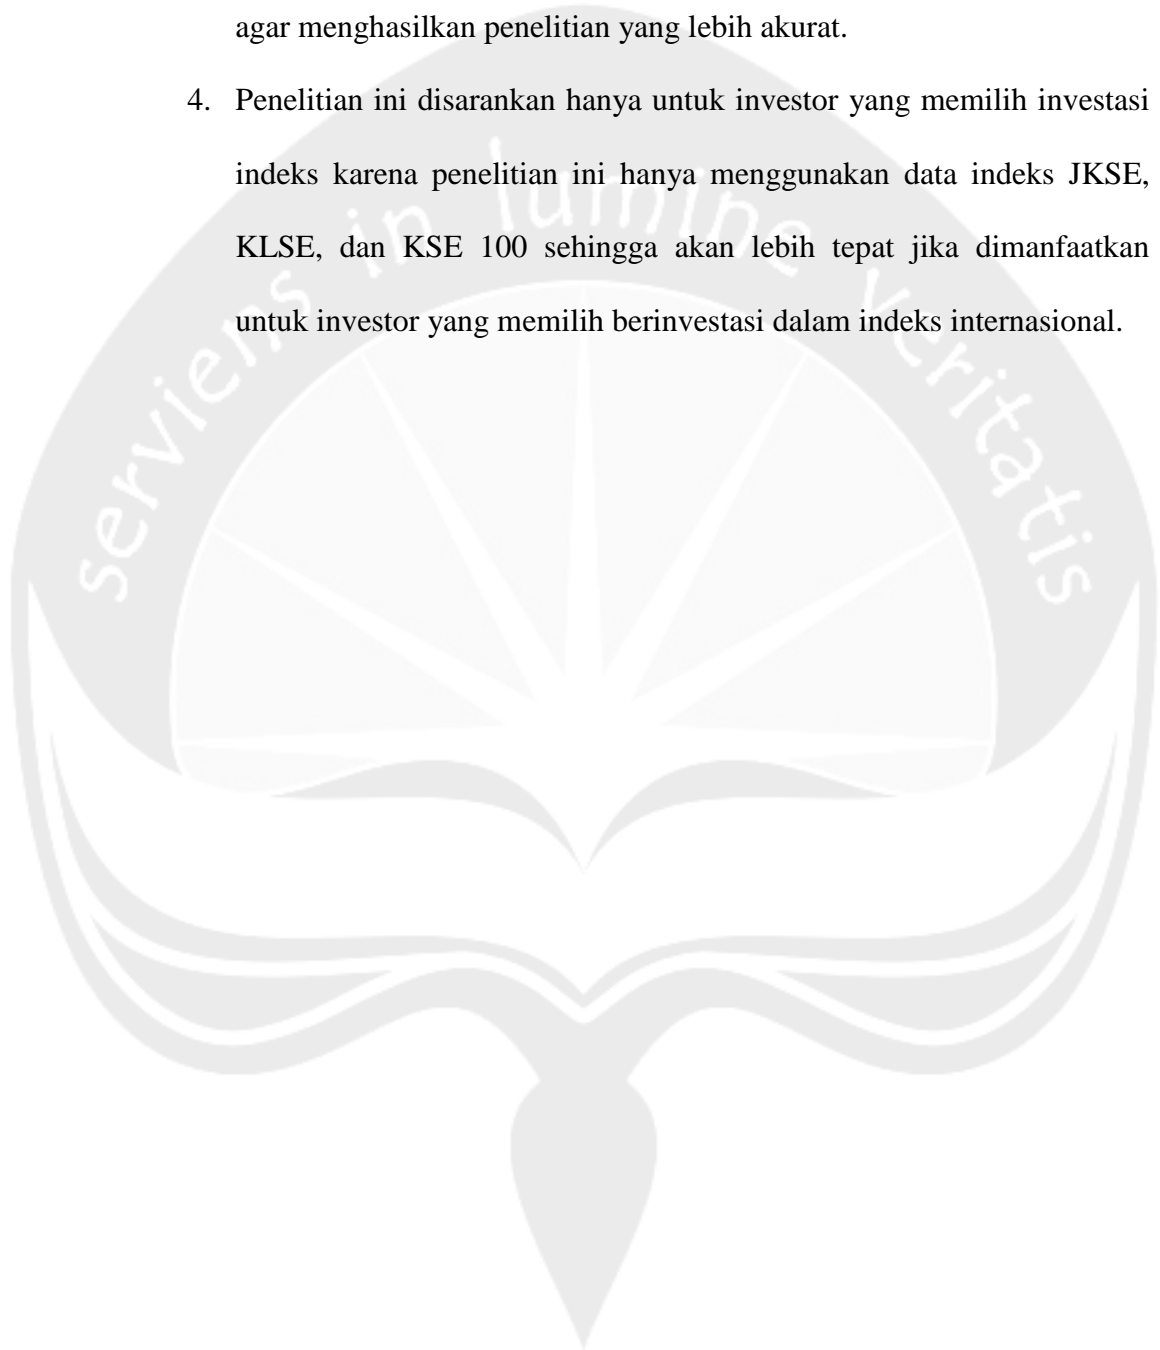 agar menghasilkan penelitian yang lebih akurat.
4. Penelitian ini disarankan hanya untuk investor yang memilih investasi
indeks karena penelitian ini hanya menggunakan data indeks JKSE,
KLSE, dan KSE 100 sehingga akan lebih tepat jika dimanfaatkan
untuk investor yang memilih berinvestasi dalam indeks internasional.
serviens in lumine veritatis